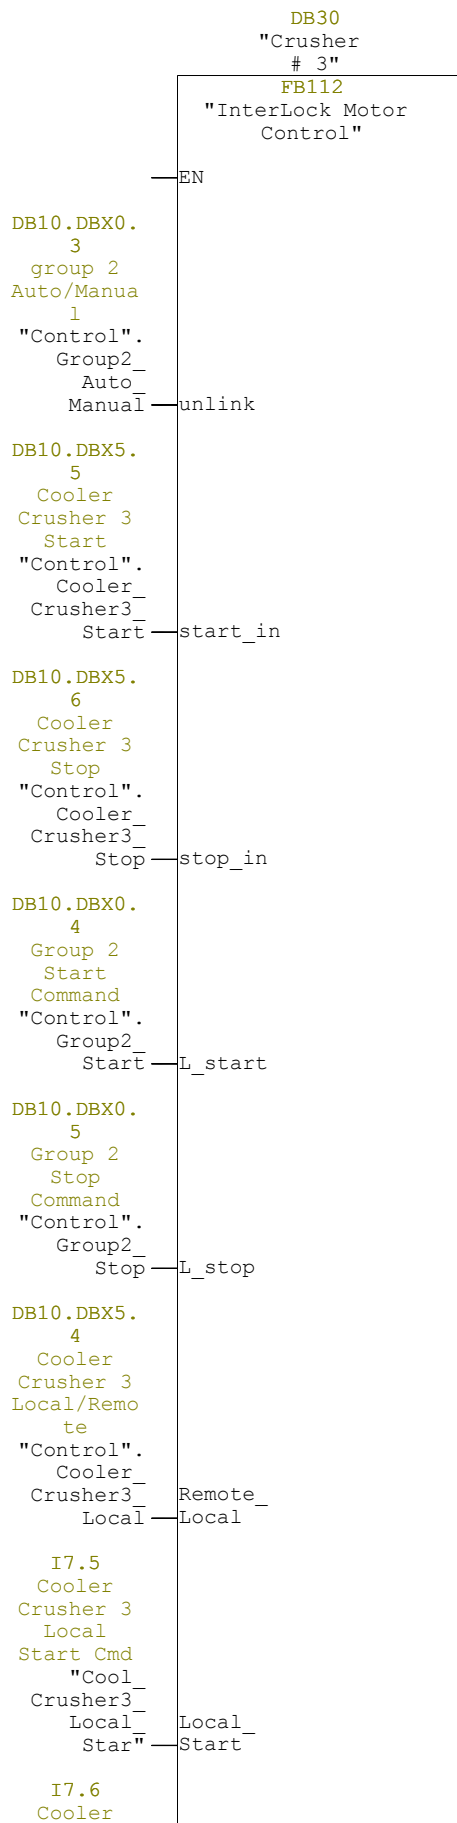 DB30
"Crusher
# 3"
FB112
"InterLock Motor
Control"
EN
DB10.DBX0.
3
group 2
Auto/Manua
l
"Control".
Group2_
Auto_
Manual
unlink
DB10.DBX5.
5
Cooler
Crusher 3
Start
"Control".
Cooler_
Crusher3_
Start
start_in
DB10.DBX5.
6
Cooler
Crusher 3
Stop
"Control".
Cooler_
Crusher3_
Stop
stop_in
DB10.DBX0.
4
Group 2
Start
Command
"Control".
Group2_
Start
L_start
DB10.DBX0.
5
Group 2
Stop
Command
"Control".
Group2_
Stop
L_stop
DB10.DBX5.
4
Cooler
Crusher 3
Local/Remo
te
"Control".
Cooler_
Crusher3_
Local
Remote_
Local
I7.5
Cooler
Crusher 3
Local
Start Cmd
"Cool_
Crusher3_
Local_
Star"
Local_
Start
I7.6
Cooler